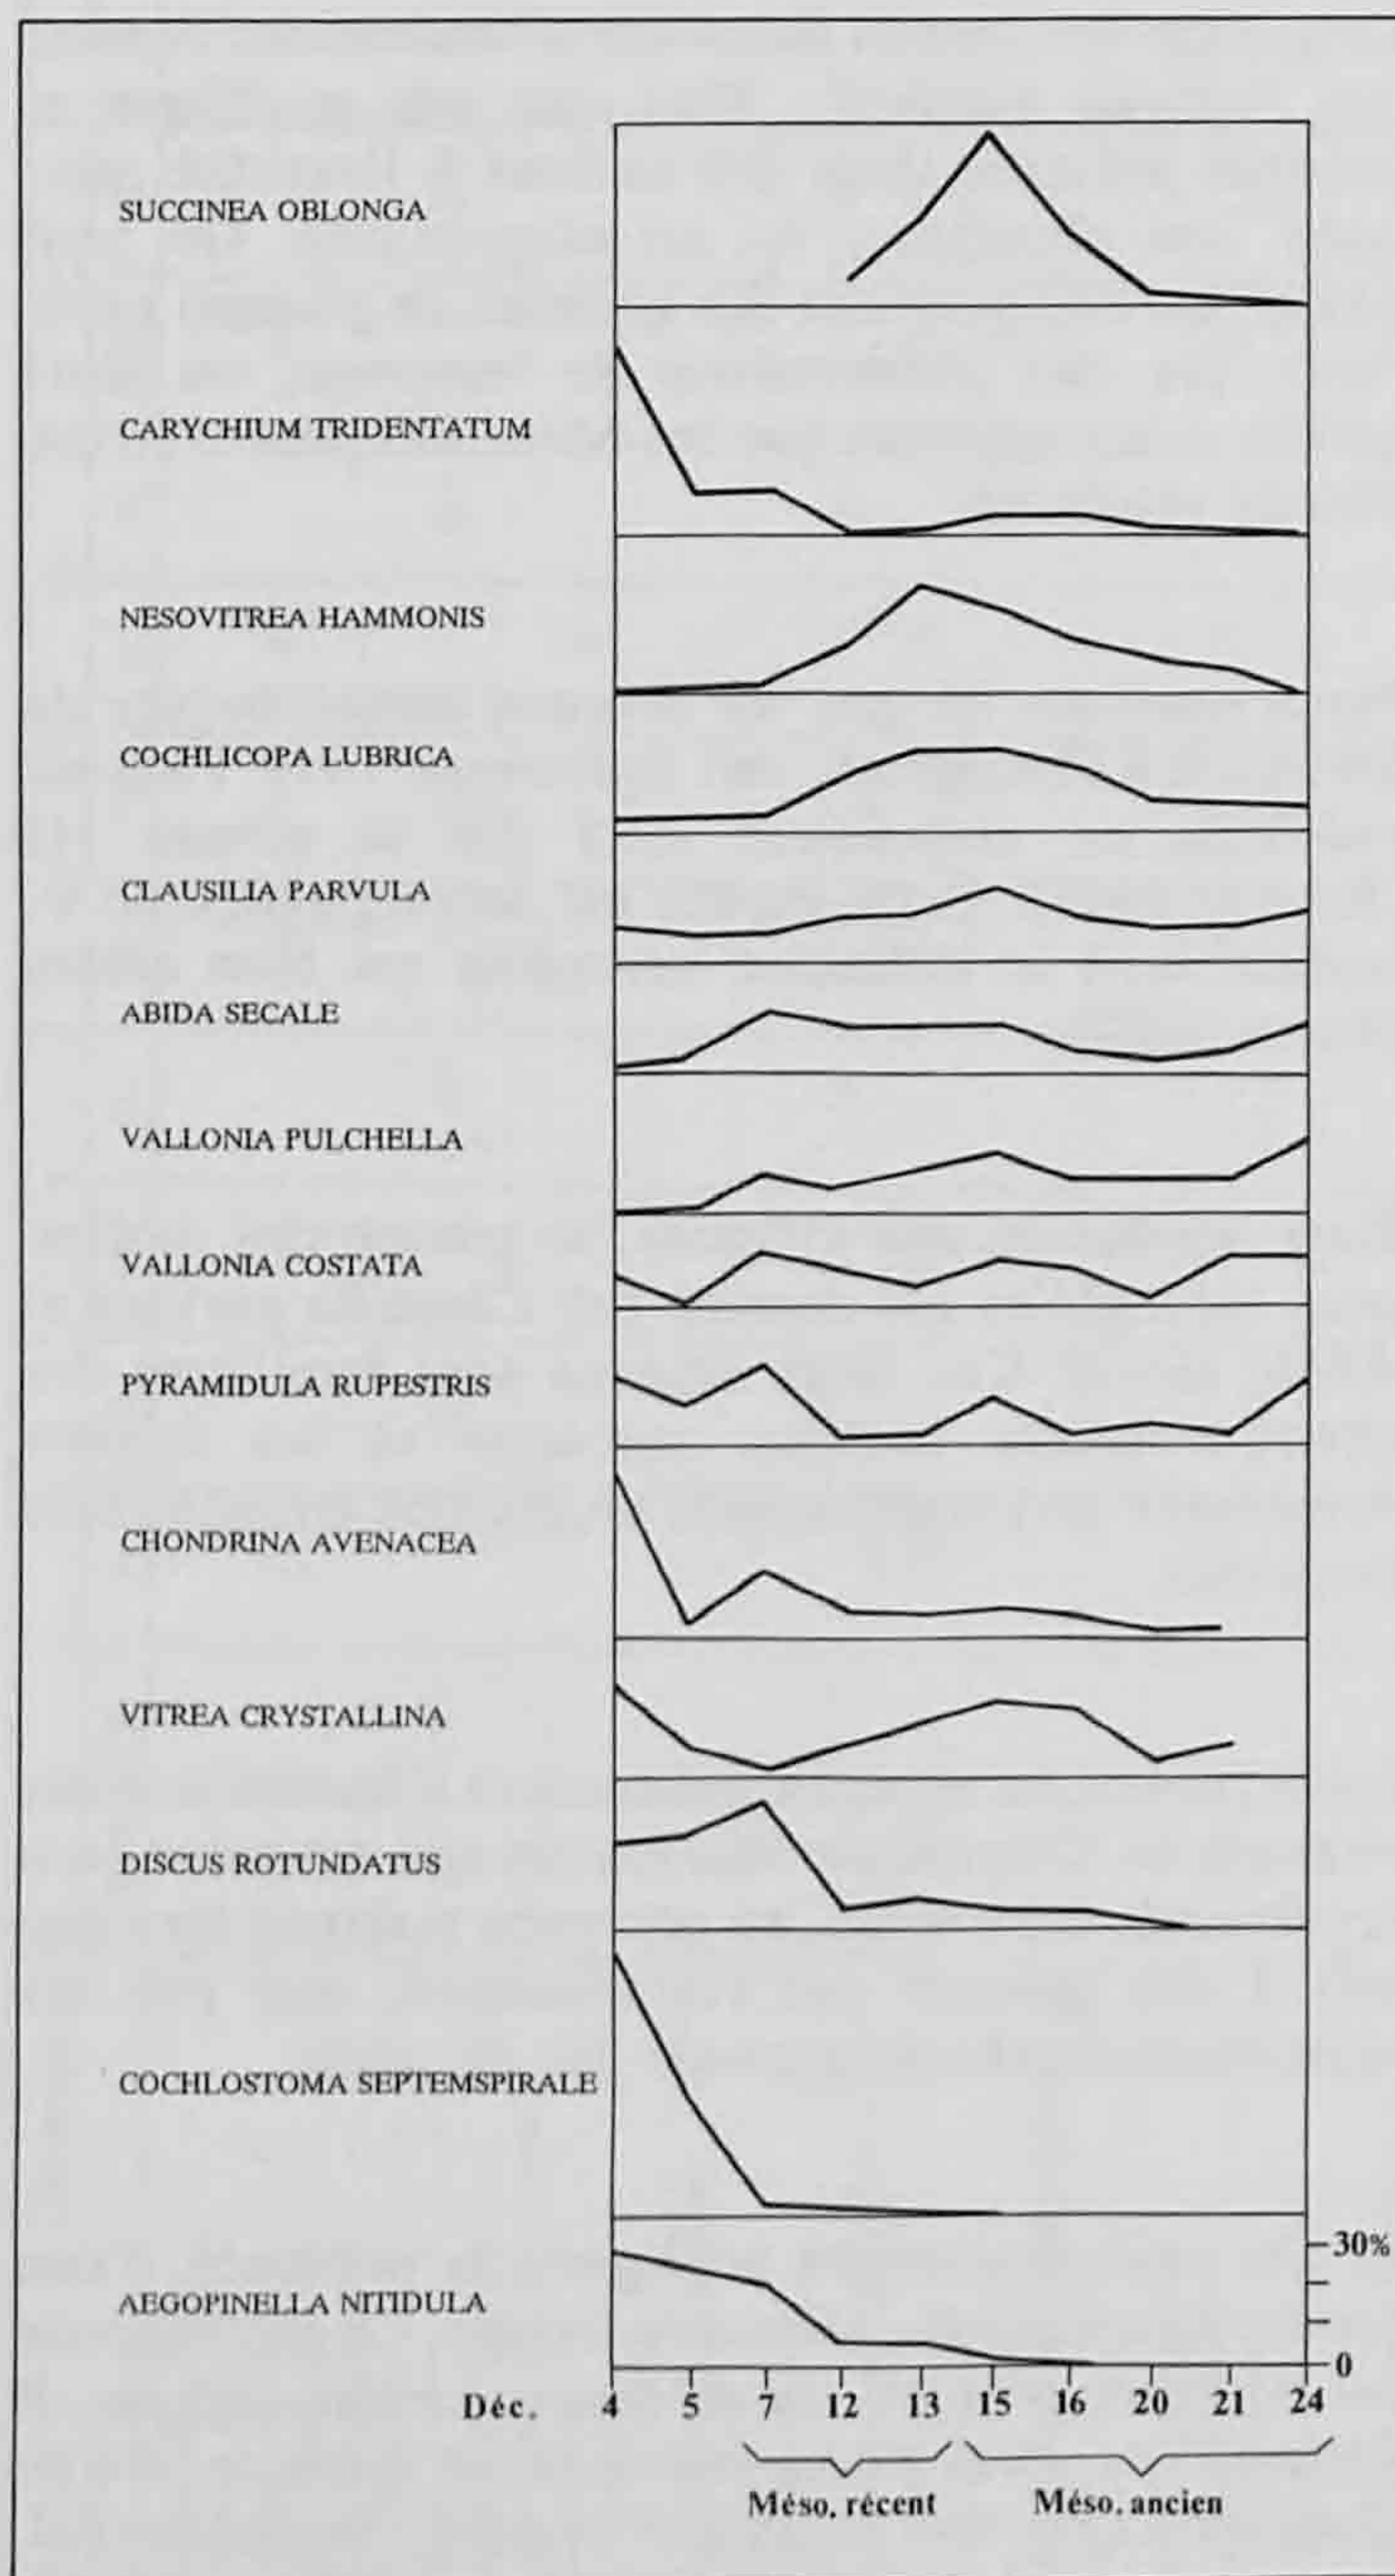 SUCCINEA OBLONGA
CARYCHIUM TRIDENTATUM
NESOVITREA HAMMONIS
COCHLICOPA LUBRICA
CLAUSILIA PARVULA
ABIDA SECALE
VALLONIA PULCHELLA
VALLONIA COSTATA
PYRAMIDULA RUPESTRIS
CHONDRINA AVENACEA
VITREA CRYSTALLINA
DISCUS ROTUNDATUS
COCHLOSTOMA SEPTEMSPIRALE
30%
AEGOPINELLA NITIDULA
0
Déc. 4 5 7 12 13 15 16 20 21 24
Méso. récent Méso. ancien